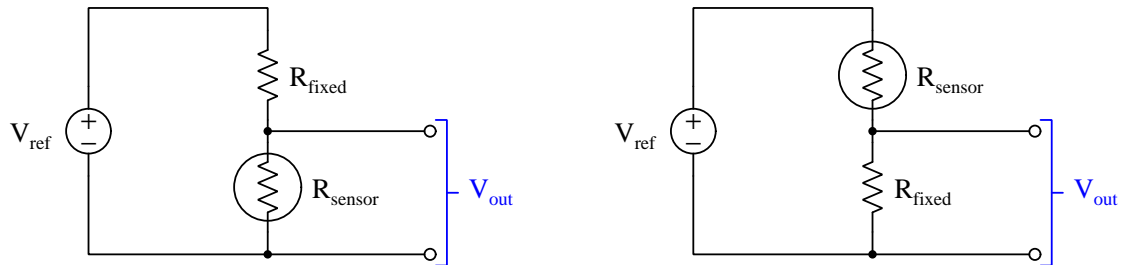 R_fixed
V_ref
+
−
R_sensor
V_out
R_sensor
V_ref
+
−
R_fixed
V_out